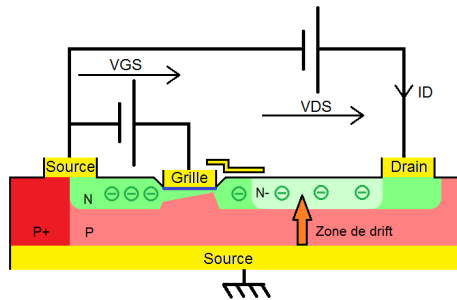 VGS
VDS
ID
Source
Grille
Drain
N
N-
P+
P
Zone de drift
Source